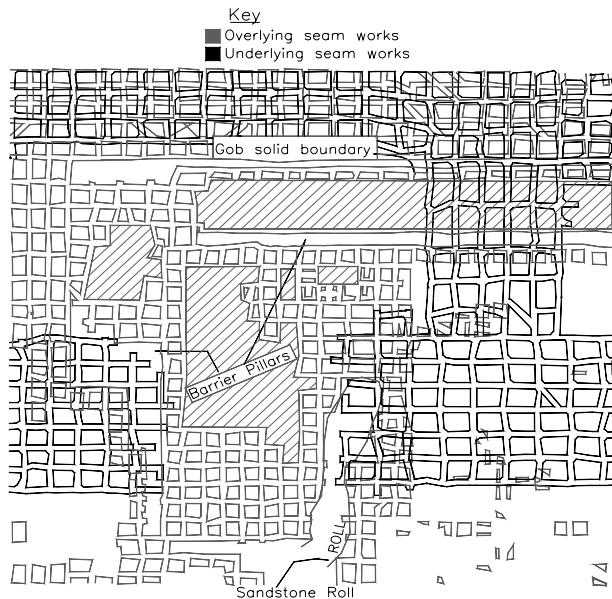 Key
Overlying seam works
Underlying seam works
Gob solid boundary
Barrier Pillars
ROLL
Sandstone Roll